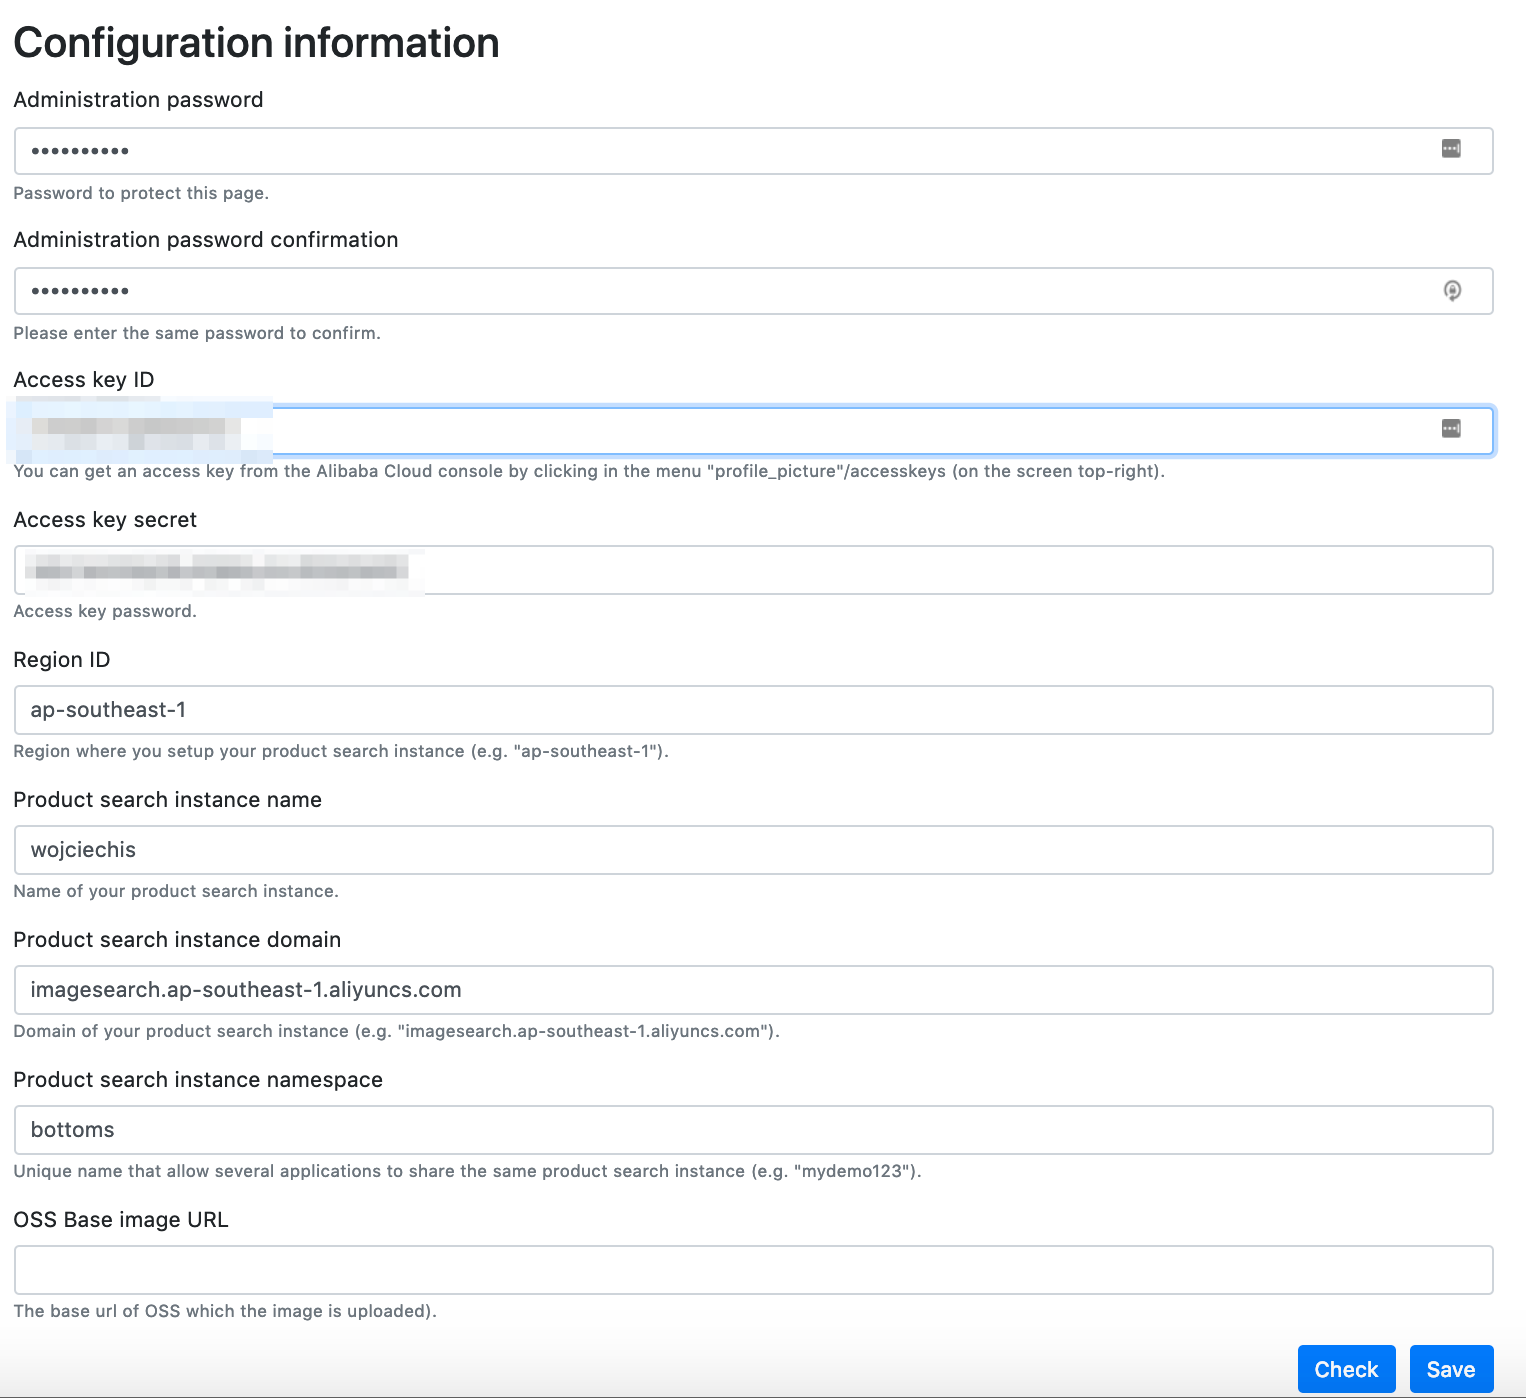 Configuration information
Administration password
••••••••••
Password to protect this page.
Administration password confirmation
••••••••••
Please enter the same password to confirm.
Access key ID
You can get an access key from the Alibaba Cloud console by clicking in the menu "profile_picture"/accesskeys (on the screen top-right).
Access key secret
Access key password.
Region ID
ap-southeast-1
Region where you setup your product search instance (e.g. "ap-southeast-1").
Product search instance name
wojciechis
Name of your product search instance.
Product search instance domain
imagesearch.ap-southeast-1.aliyuncs.com
Domain of your product search instance (e.g. "imagesearch.ap-southeast-1.aliyuncs.com").
Product search instance namespace
bottoms
Unique name that allow several applications to share the same product search instance (e.g. "mydemo123").
OSS Base image URL
The base url of OSS which the image is uploaded).
Check Save